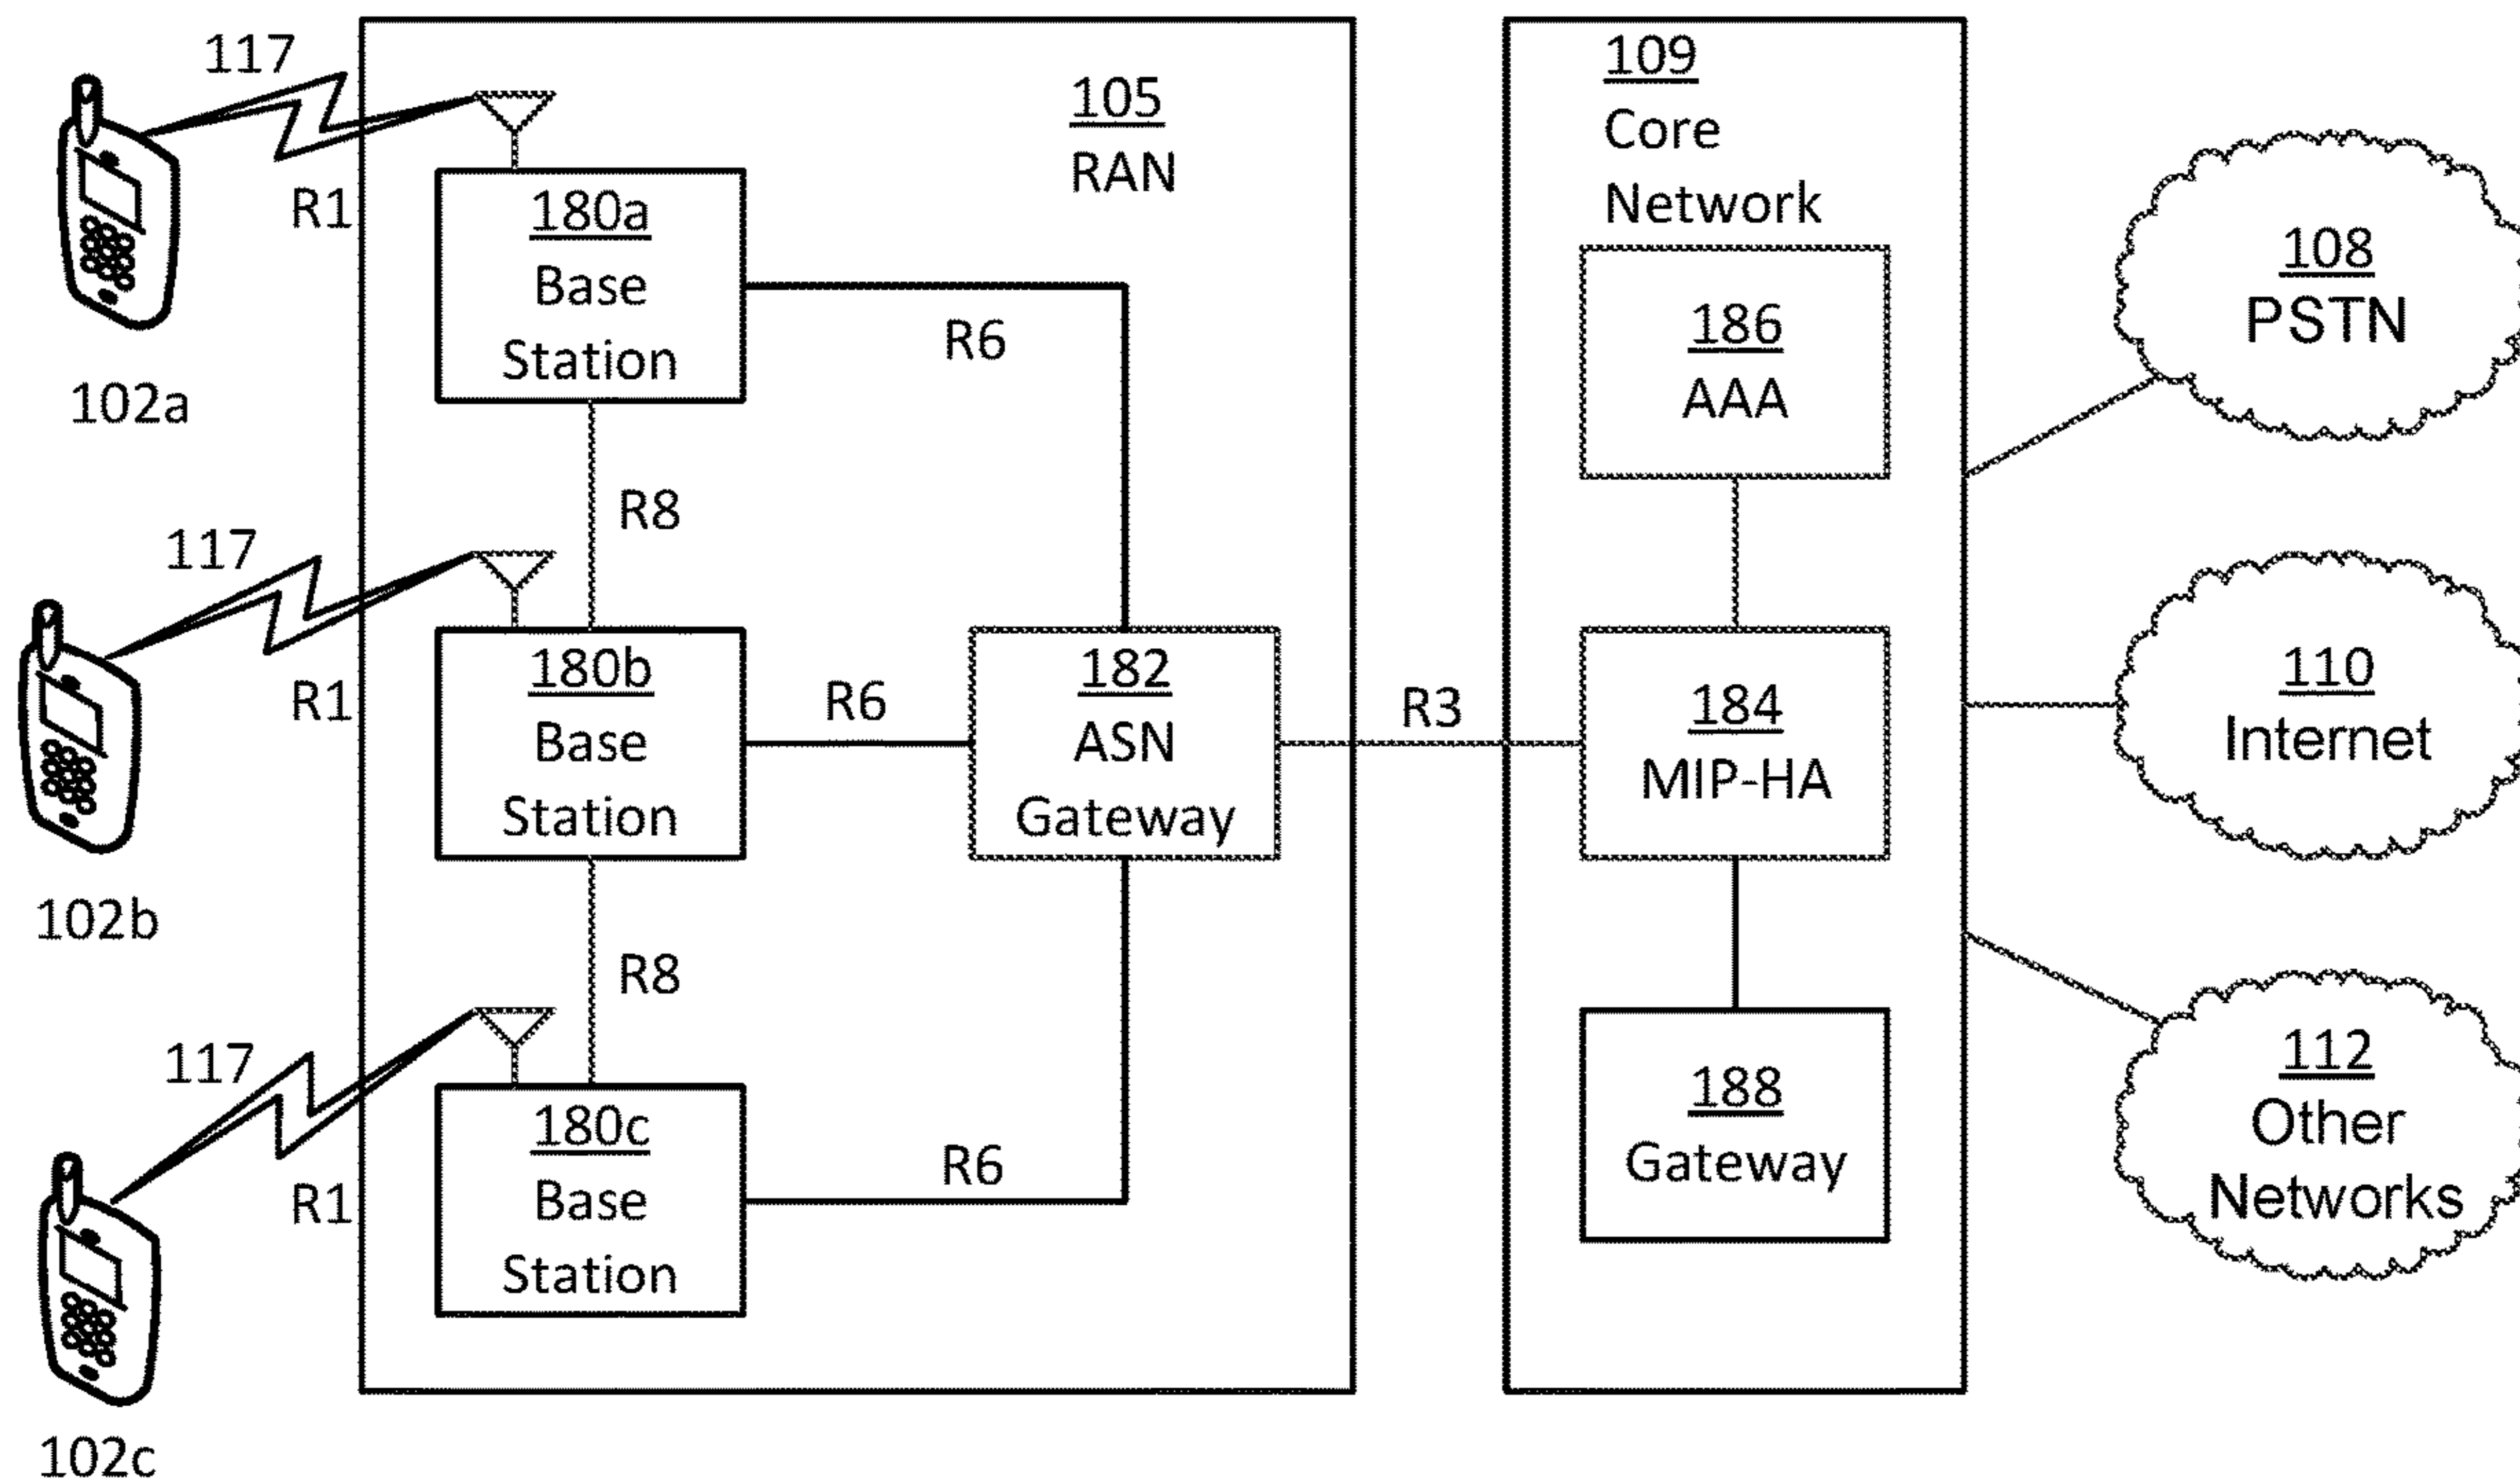 117
R1
102a
117
R1
102b
117
R1
102c
105
RAN
180a
Base
Station
R6
R8
180b
Base
Station
R6
182
ASN
Gateway
R8
180c
Base
Station
R6
R3
109
Core
Network
186
AAA
184
MIP-HA
188
Gateway
108
PSTN
110
Internet
112
Other
Networks